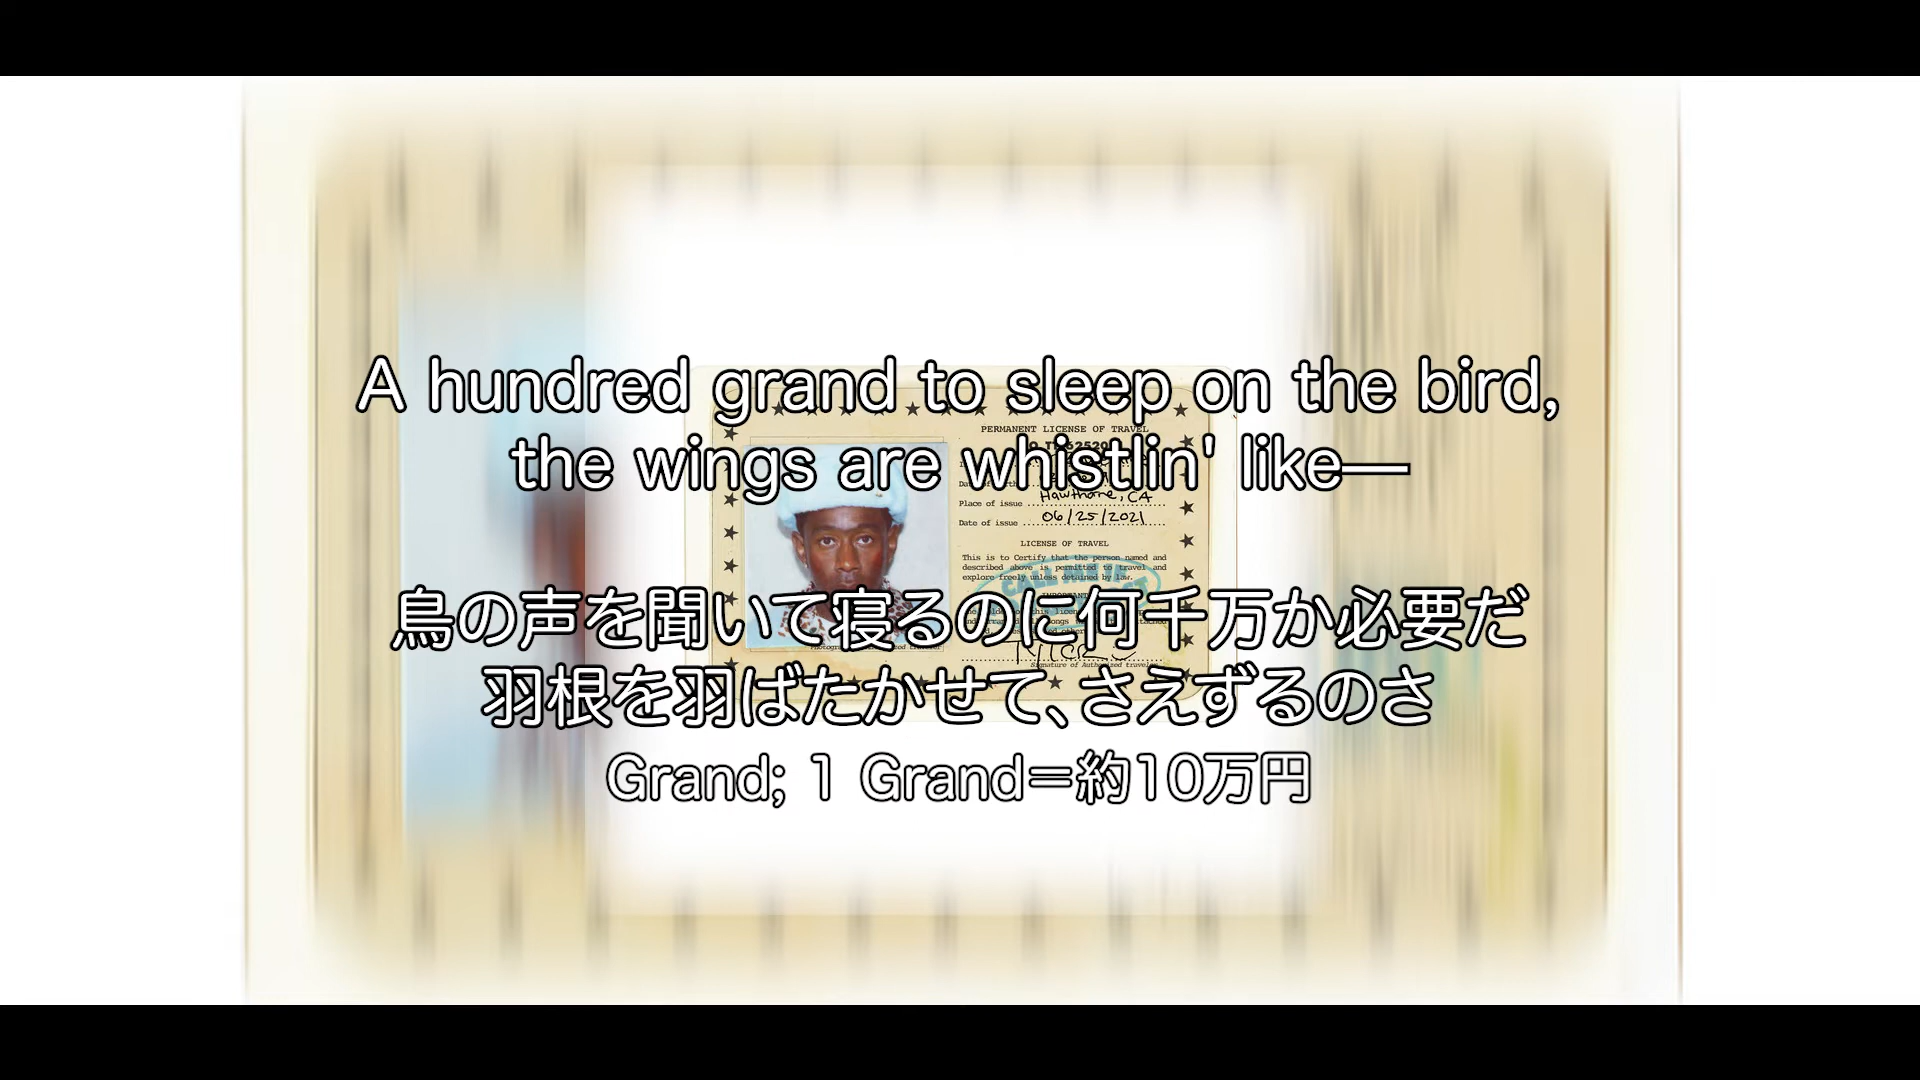 A hundred grand to sleep on the bird,
the wings are whistlin' like—
PERMANENT LICENSE OF TRAVEL
Place of issue Hawthorne, CA
Date of issue 06/25/2021
LICENSE OF TRAVEL
This is to Certify that the person named and
described above is permitted to travel and
explore freely unless detained by law.
鳥の声を聞いて寝るのに何千万か必要だ
羽根を羽ばたかせて、さえずるのさ
Signature of Authorized traveler
Grand; 1 Grand=約10万円